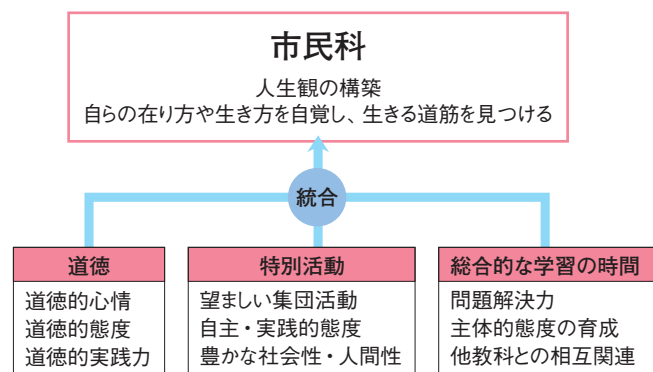 市民科
人生観の構築
自らの在り方や生き方を自覚し、生きる道筋を見つける
統合
道徳
道徳的心情
道徳的態度
道徳的実践力
特別活動
望ましい集団活動
自主・実践的態度
豊かな社会性・人間性
総合的な学習の時間
問題解決力
主体的態度の育成
他教科との相互関連